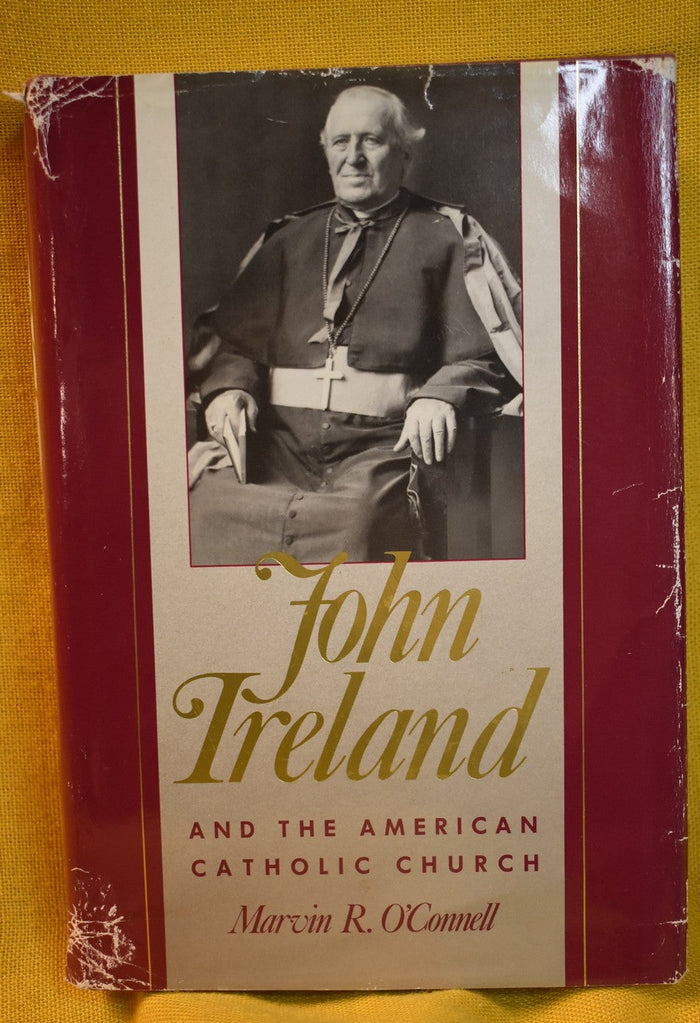 John
Ireland
AND THE AMERICAN
CATHOLIC CHURCH
Marvin R. O'Connell